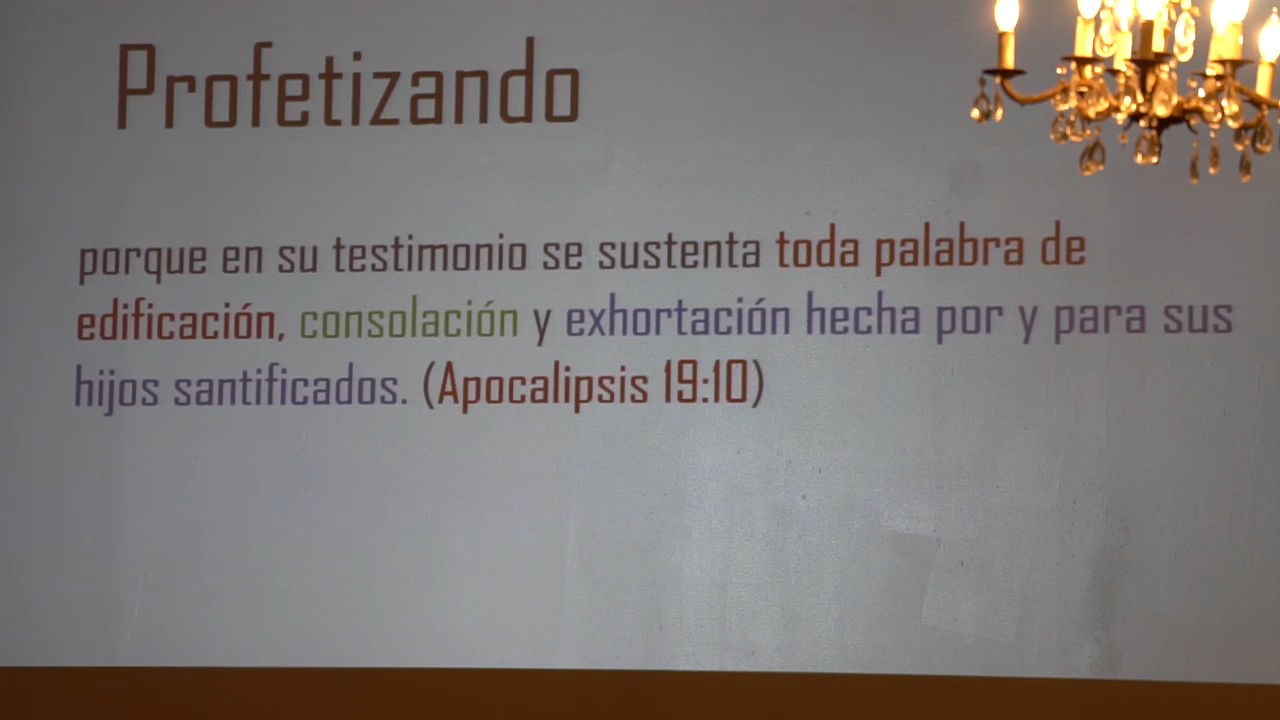 Profetizando
porque en su testimonio se sustenta toda palabra de
edificación, consolación y exhortación hecha por y para sus
hijos santificados. (Apocalipsis 19:10)